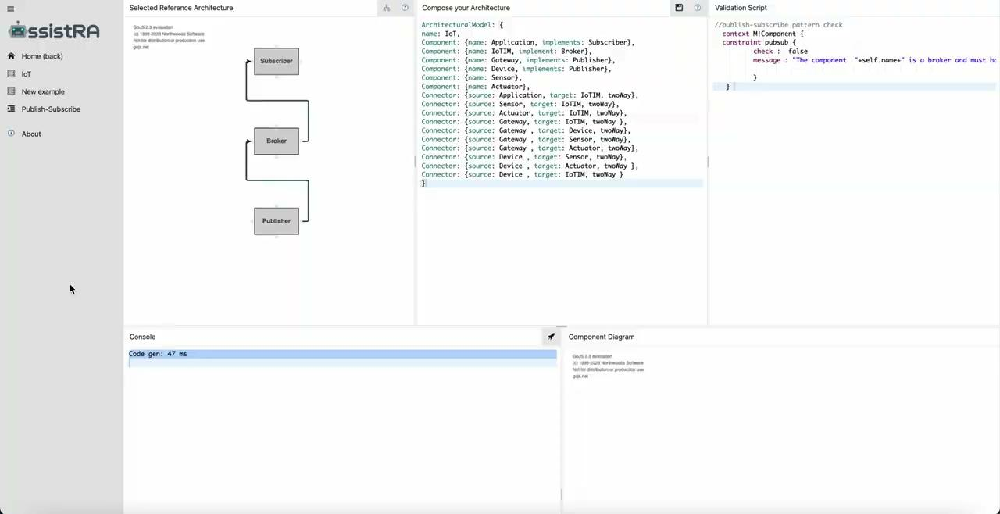 ssistRA
Home (back)
IoT
New example
Publish-Subscribe
About
Selected Reference Architecture
GoJS 2.3 evaluation
(c) 1998-2023 Northwoods Software
Not for distribution or production use
gojs.net
Subscriber
Broker
Publisher
Compose your Architecture
ArchitecturalModel: {
name: IoT,
Component: {name: Application, implements: Subscriber},
Component: {name: IoTIM, implement: Broker},
Component: {name: Gateway, implements: Publisher},
Component: {name: Device, implements: Publisher},
Component: {name: Sensor},
Component: {name: Actuator},
Connector: {source: Application, target: IoTIM, twoWay},
Connector: {source: Sensor, target: IoTIM, twoWay},
Connector: {source: Actuator, target: IoTIM, twoWay},
Connector: {source: Gateway, target: IoTIM, twoWay },
Connector: {source: Gateway , target: Device, twoWay},
Connector: {source: Gateway , target: Sensor, twoWay},
Connector: {source: Gateway , target: Actuator, twoWay},
Connector: {source: Device , target: Sensor, twoWay},
Connector: {source: Device , target: Actuator, twoWay },
Connector: {source: Device , target: IoTIM, twoWay }
}
Validation Script
//publish-subscribe pattern check
context M!Component {
constraint pubsub {
check : false
message : "The component "+self.name+" is a broker and must ha
}
}
Console
Code gen: 47 ms
Component Diagram
GoJS 2.3 evaluation
(c) 1998-2023 Northwoods Software
Not for distribution or production use
gojs.net